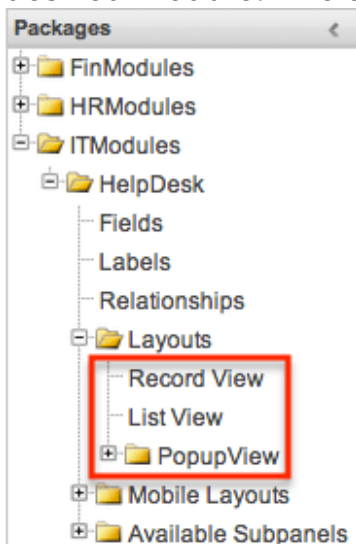 Packages
FinModules
HRModules
ITModules
HelpDesk
Fields
Labels
Relationships
Layouts
Record View
List View
PopupView
Mobile Layouts
Available Subpanels